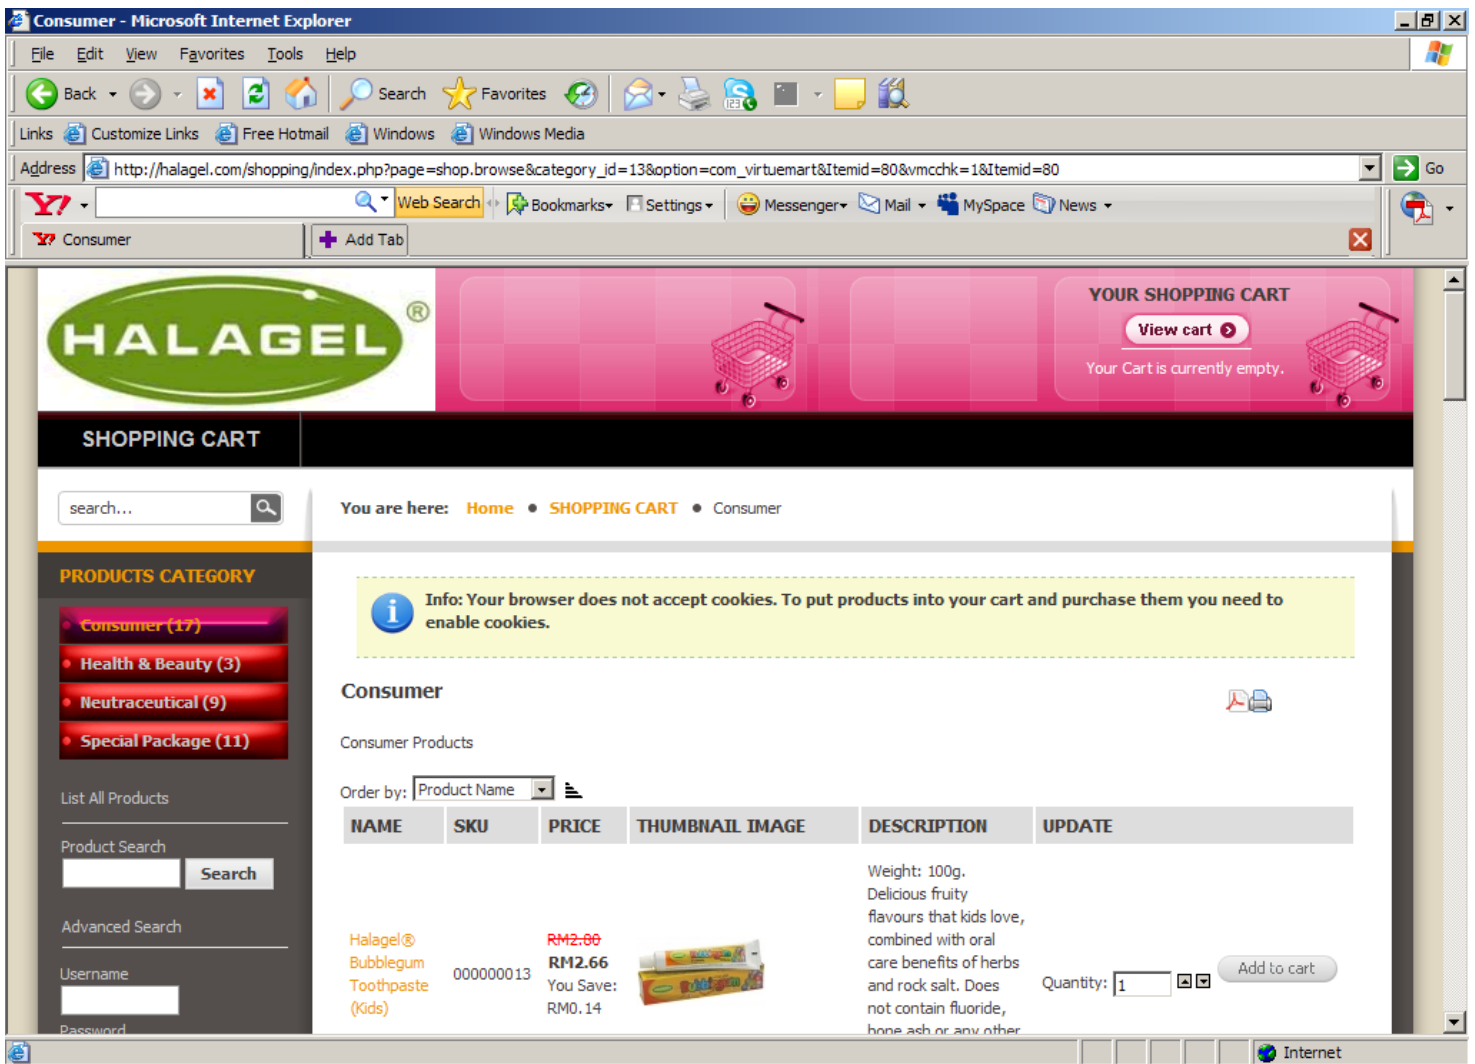 Consumer - Microsoft Internet Explorer
File Edit View Favorites Tools Help
Back Search Favorites
Links Customize Links Free Hotmail Windows Windows Media
Address http://halagel.com/shopping/index.php?page=shop.browse&category_id=13&option=com_virtuemart&Itemid=80&vmcchk=1&Itemid=80 Go
Y! Web Search Bookmarks Settings Messenger Mail MySpace News
Y! Consumer Add Tab
HALAGEL ®
YOUR SHOPPING CART
View cart
Your Cart is currently empty.
SHOPPING CART
search...
You are here: Home • SHOPPING CART • Consumer
PRODUCTS CATEGORY
Consumer (17)
Health & Beauty (3)
Neutraceutical (9)
Special Package (11)
List All Products
Product Search
Search
Advanced Search
Username
Password
Info: Your browser does not accept cookies. To put products into your cart and purchase them you need to
enable cookies.
Consumer
Consumer Products
Order by: Product Name
NAME SKU PRICE THUMBNAIL IMAGE DESCRIPTION UPDATE
Halagel®
Bubblegum
Toothpaste
(Kids)
000000013
RM2.80
RM2.66
You Save:
RM0.14
Weight: 100g.
Delicious fruity
flavours that kids love,
combined with oral
care benefits of herbs
and rock salt. Does
not contain fluoride,
bone ash or any other
Quantity: 1 Add to cart
Internet